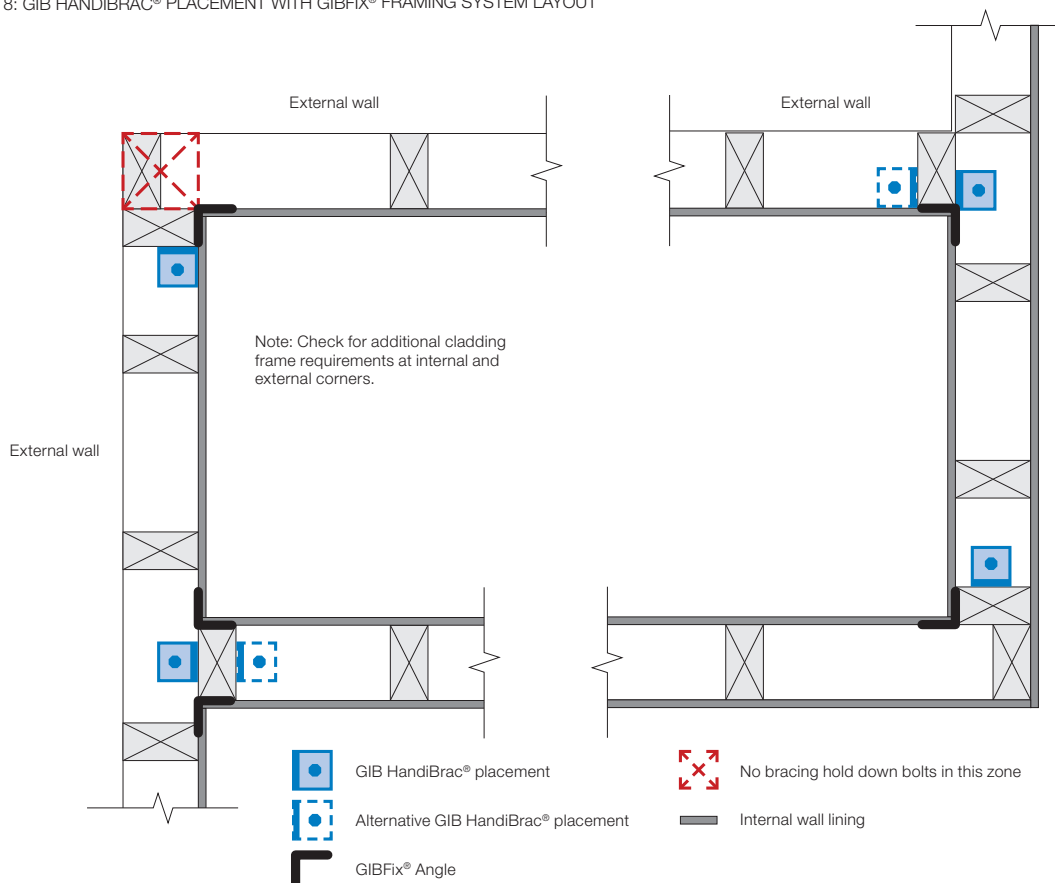 8: GIB HANDIBRAC® PLACEMENT WITH GIBFIX® FRAMING SYSTEM LAYOUT
External wall
External wall
Note: Check for additional cladding
frame requirements at internal and
external corners.
External wall
GIB HandiBrac® placement
No bracing hold down bolts in this zone
Alternative GIB HandiBrac® placement
Internal wall lining
GIBFix® Angle